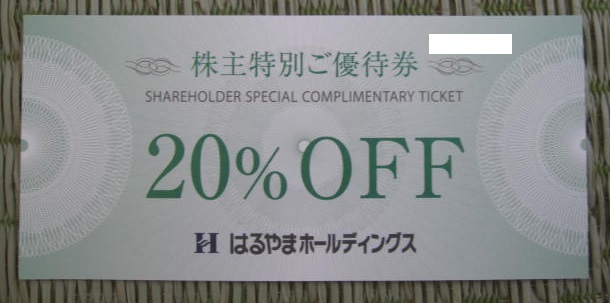 株主特別ご優待券
SHAREHOLDER SPECIAL COMPLIMENTARY TICKET
20% OFF
はるやまホールディングス